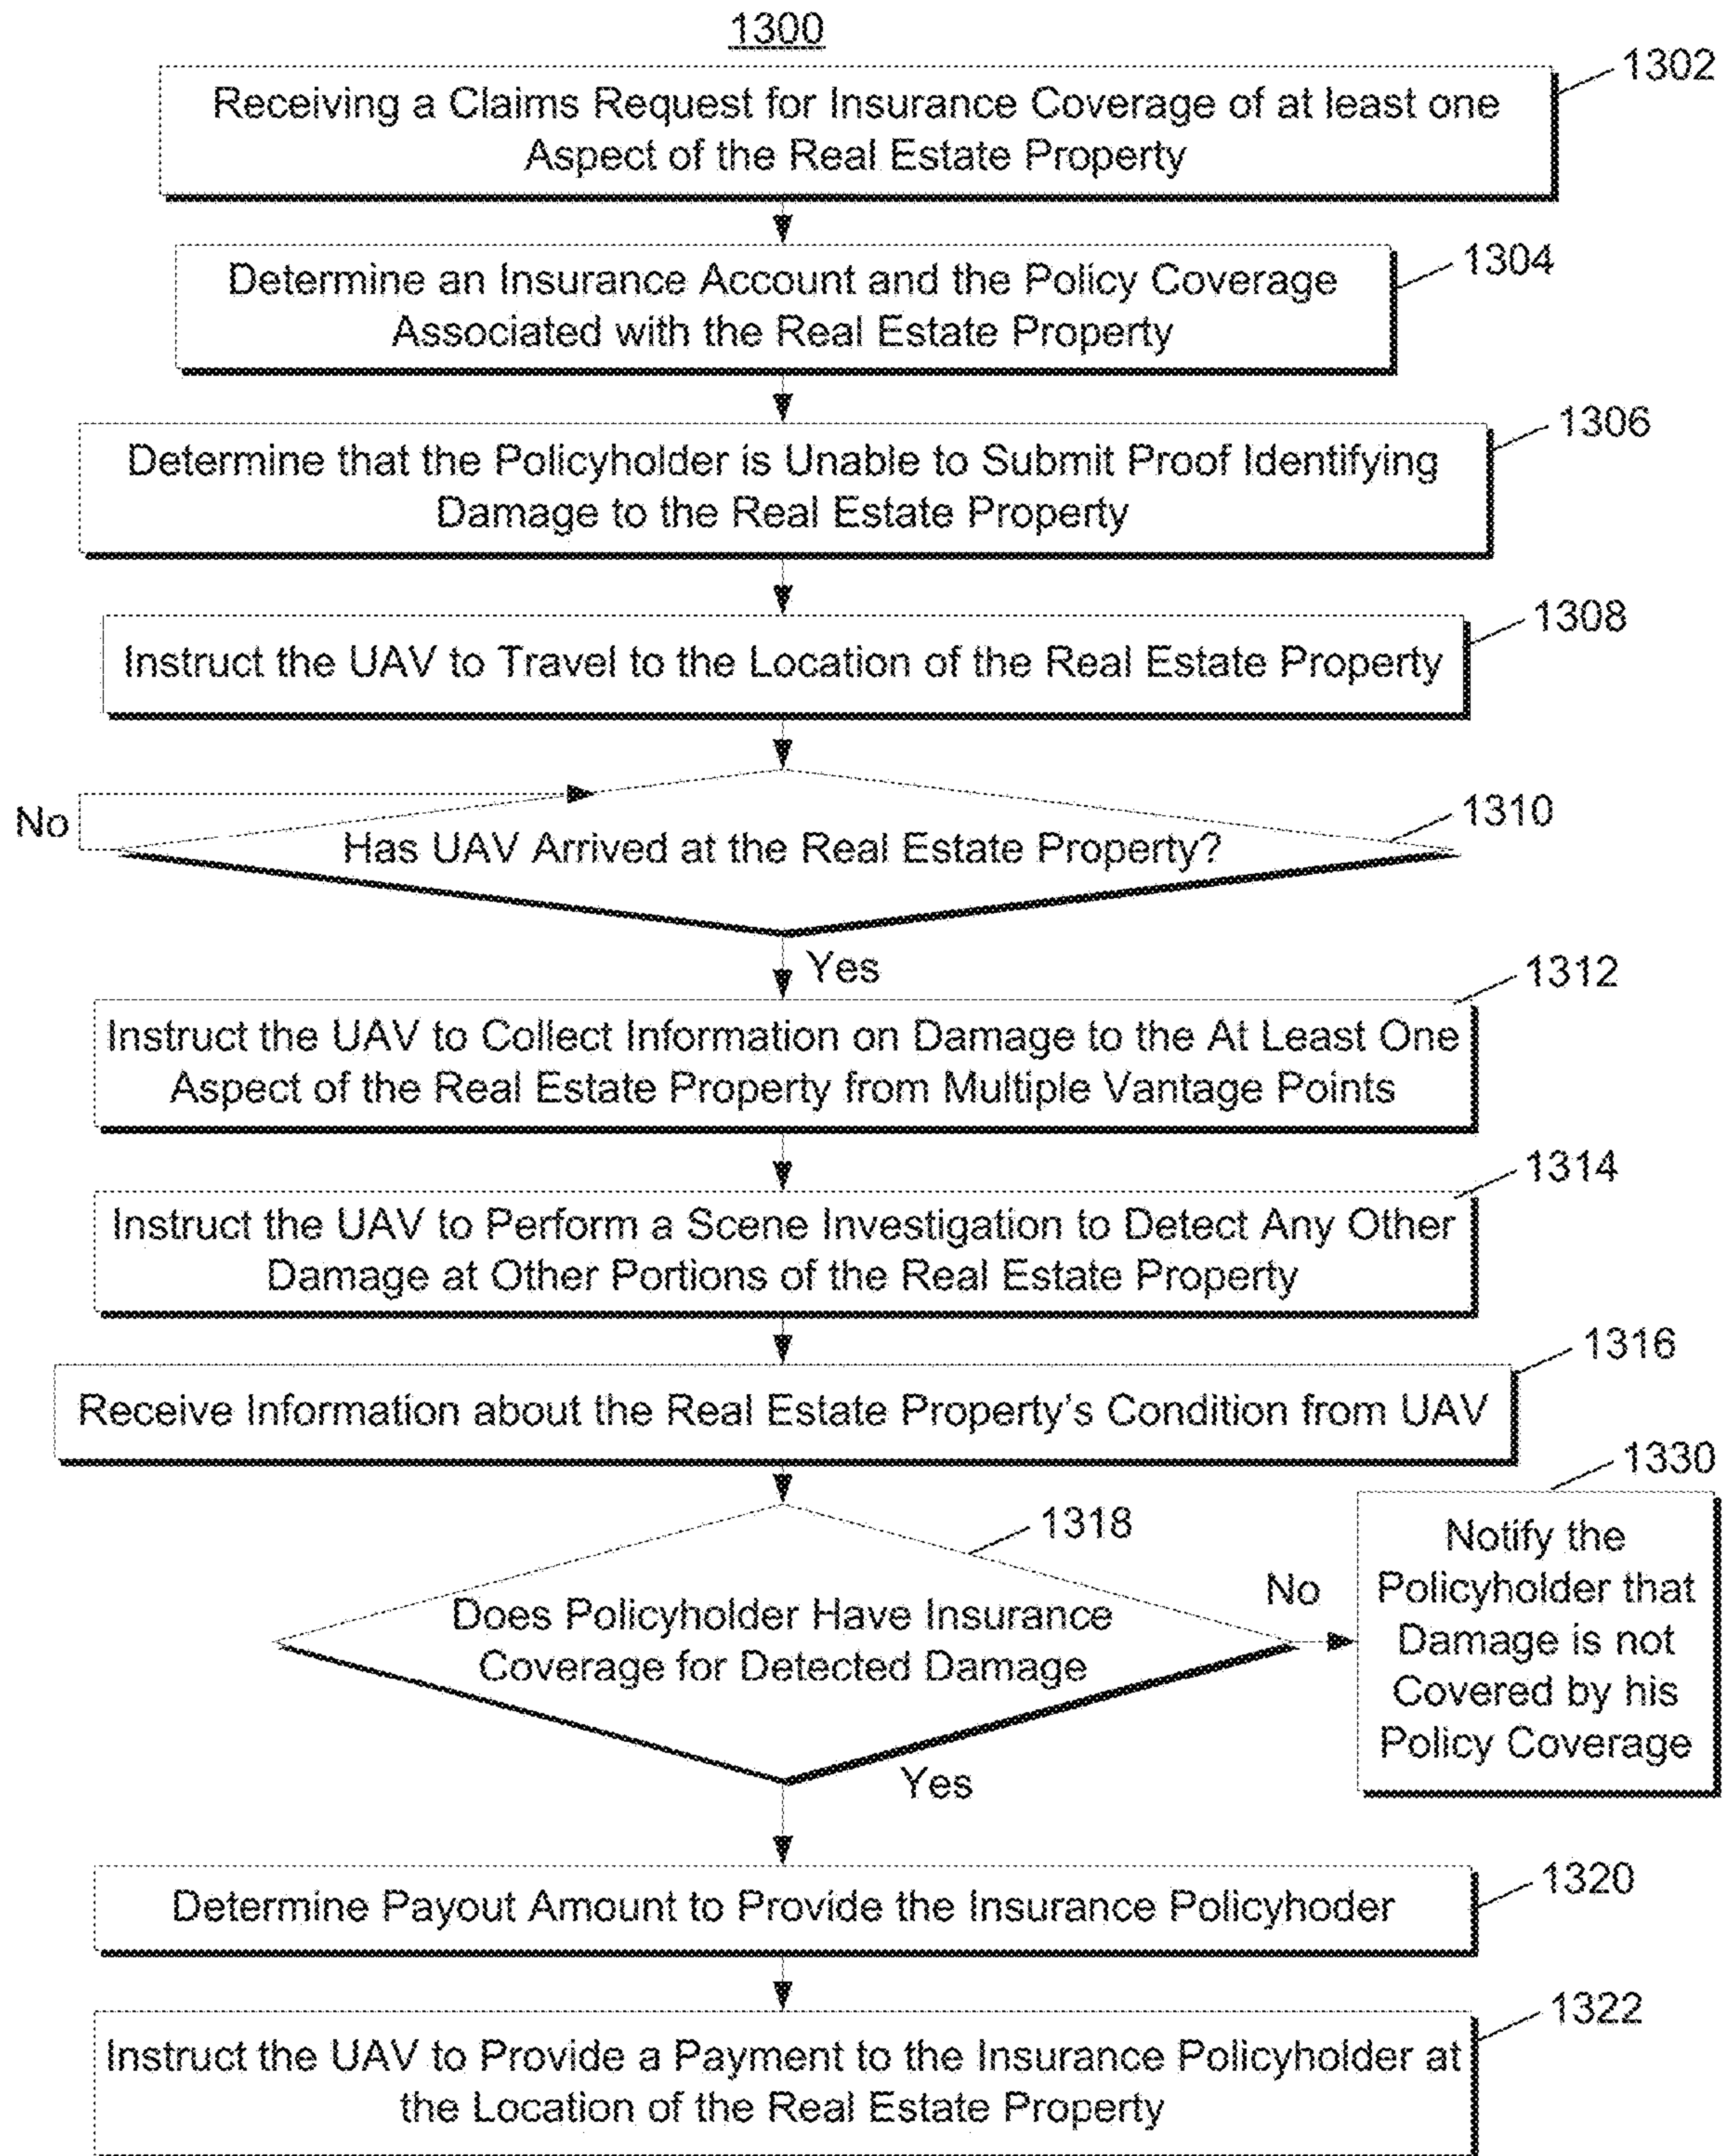 1300
1302
Receiving a Claims Request for Insurance Coverage of at least one
Aspect of the Real Estate Property
1304
Determine an Insurance Account and the Policy Coverage
Associated with the Real Estate Property
1306
Determine that the Policyholder is Unable to Submit Proof Identifying
Damage to the Real Estate Property
1308
Instruct the UAV to Travel to the Location of the Real Estate Property
No
1310
Has UAV Arrived at the Real Estate Property?
Yes
1312
Instruct the UAV to Collect Information on Damage to the At Least One
Aspect of the Real Estate Property from Multiple Vantage Points
1314
Instruct the UAV to Perform a Scene Investigation to Detect Any Other
Damage at Other Portions of the Real Estate Property
1316
Receive Information about the Real Estate Property's Condition from UAV
1318
Does Policyholder Have Insurance
Coverage for Detected Damage
No
1330
Notify the
Policyholder that
Damage is not
Covered by his
Policy Coverage
Yes
1320
Determine Payout Amount to Provide the Insurance Policyhoder
1322
Instruct the UAV to Provide a Payment to the Insurance Policyholder at
the Location of the Real Estate Property